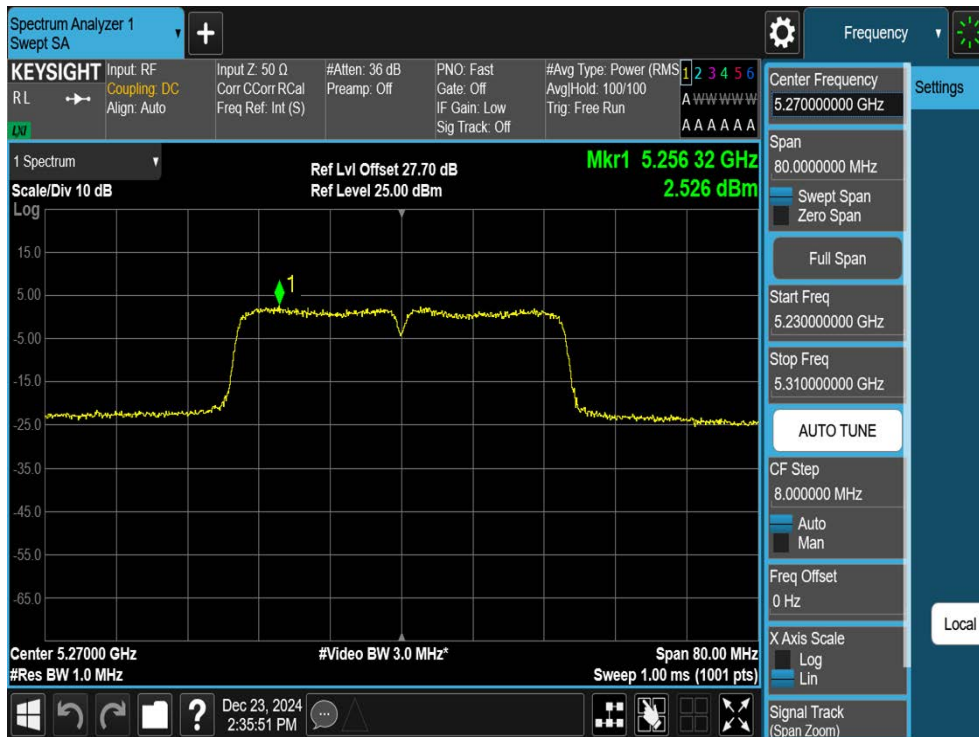 Spectrum Analyzer 1
Swept SA
Frequency
KEYSIGHT
RL
LXI
Input: RF
Coupling: DC
Align: Auto
Input Z: 50 Ω
Corr CCorr RCal
Freq Ref: Int (S)
#Atten: 36 dB
Preamp: Off
PNO: Fast
Gate: Off
IF Gain: Low
Sig Track: Off
#Avg Type: Power (RMS
Avg|Hold: 100/100
Trig: Free Run
1 2 3 4 5 6
A W W W W W
A A A A A A
1 Spectrum
Scale/Div 10 dB
Log
Ref Lvl Offset 27.70 dB
Ref Level 25.00 dBm
Mkr1 5.256 32 GHz
2.526 dBm
15.0
5.00
-5.00
-15.0
-25.0
-35.0
-45.0
-55.0
-65.0
1
Center 5.27000 GHz
#Res BW 1.0 MHz
#Video BW 3.0 MHz*
Span 80.00 MHz
Sweep 1.00 ms (1001 pts)
Dec 23, 2024
2:35:51 PM
Center Frequency
5.270000000 GHz
Span
80.0000000 MHz
Swept Span
Zero Span
Full Span
Start Freq
5.230000000 GHz
Stop Freq
5.310000000 GHz
AUTO TUNE
CF Step
8.000000 MHz
Auto
Man
Freq Offset
0 Hz
X Axis Scale
Log
Lin
Signal Track
(Span Zoom)
Settings
Local